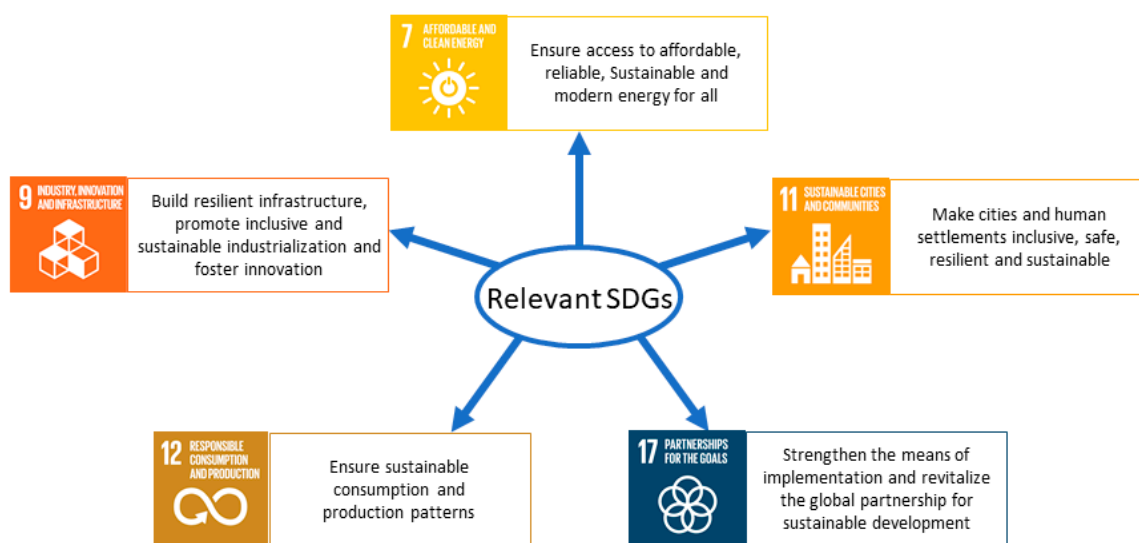 7 AFFORDABLE AND
CLEAN ENERGY
Ensure access to affordable,
reliable, Sustainable and
modern energy for all
9 INDUSTRY, INNOVATION
AND INFRASTRUCTURE
Build resilient infrastructure,
promote inclusive and
sustainable industrialization and
foster innovation
11 SUSTAINABLE CITIES
AND COMMUNITIES
Make cities and human
settlements inclusive, safe,
resilient and sustainable
Relevant SDGs
12 RESPONSIBLE
CONSUMPTION
AND PRODUCTION
Ensure sustainable
consumption and
production patterns
17 PARTNERSHIPS
FOR THE GOALS
Strengthen the means of
implementation and revitalize
the global partnership for
sustainable development